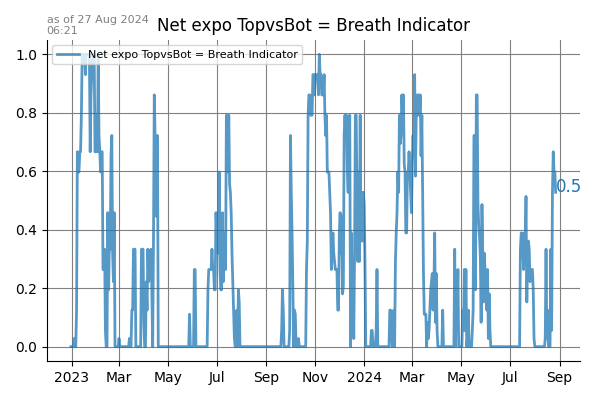 as of 27 Aug 2024
06:21
Net expo TopvsBot = Breath Indicator
Net expo TopvsBot = Breath Indicator
1.0
0.8
0.6
0.4
0.2
0.0
0.5
2023 Mar May Jul Sep Nov 2024 Mar May Jul Sep